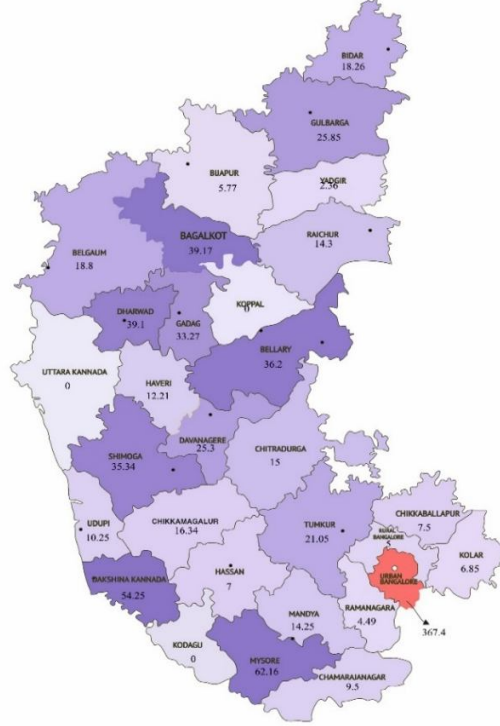 BIDAR
18.26
GULBARGA
25.85
BIJAPUR
5.77
YADGIR
2.36
BAGALKOT
39.17
RAICHUR
14.3
BELGAUM
18.8
KOPPAL
0
DHARWAD
39.1
GADAG
33.27
BELLARY
36.2
UTTARA KANNADA
0
HAVERI
12.21
DAVANAGERE
25.3
CHITRADURGA
15
SHIMOGA
35.34
CHIKKAMAGALUR
16.34
TUMKUR
21.05
CHIKKABALLAPUR
7.5
UDUPI
10.25
RURAL
BANGALORE
5
KOLAR
6.85
HASSAN
7
URBAN
BANGALORE
DAKSHINA KANNADA
54.25
MANDYA
14.25
RAMANAGARA
4.49
367.4
KODAGU
0
MYSORE
62.16
CHAMARAJANAGAR
9.5